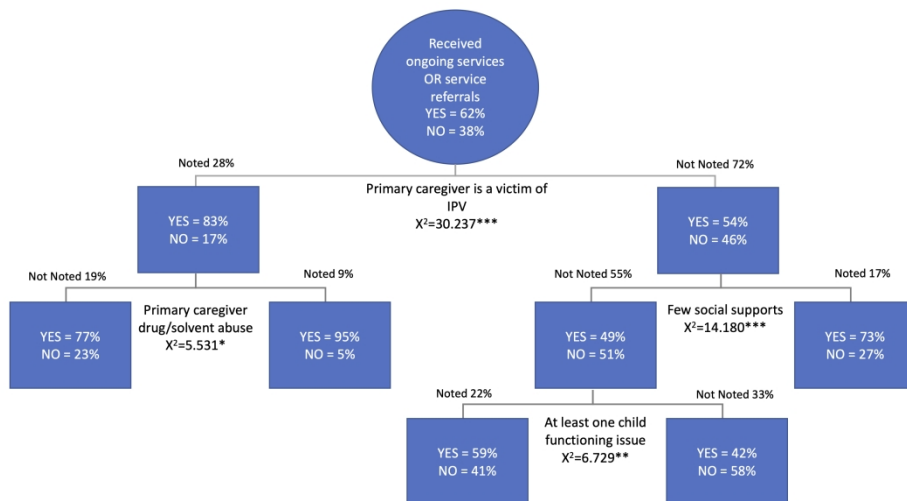 Received
ongoing services
OR service
referrals
YES = 62%
NO = 38%
Noted 28%
Not Noted 72%
Primary caregiver is a victim of
IPV
X²=30.237***
YES = 83%
NO = 17%
YES = 54%
NO = 46%
Not Noted 19%
Noted 9%
Not Noted 55%
Noted 17%
Primary caregiver
drug/solvent abuse
X²=5.531*
Few social supports
X²=14.180***
YES = 77%
NO = 23%
YES = 95%
NO = 5%
YES = 49%
NO = 51%
YES = 73%
NO = 27%
Noted 22%
Not Noted 33%
At least one child
functioning issue
X²=6.729**
YES = 59%
NO = 41%
YES = 42%
NO = 58%